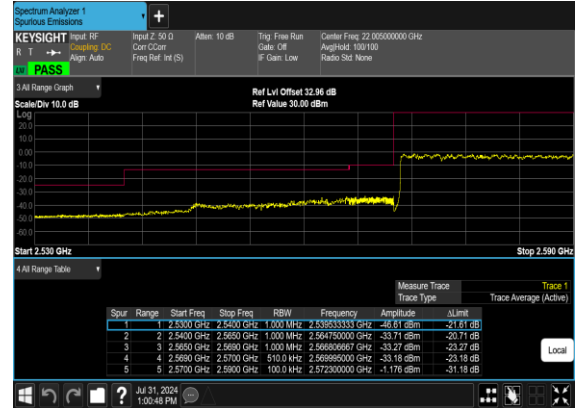 Spectrum Analyzer 1
Spurious Emissions
KEYSIGHT Input: RF Input Z: 50 Ω Atten: 10 dB Trig: Free Run Center Freq: 22.005000000 GHz
R T Coupling: DC Corr CCorr Gate: Off Avg|Hold: 100/100
Align: Auto Freq Ref: Int (S) IF Gain: Low Radio Std: None
PASS
3 All Range Graph Ref Lvl Offset 32.96 dB
Scale/Div 10.0 dB Ref Value 30.00 dBm
Log
20.0
10.0
0.00
-10.0
-20.0
-30.0
-40.0
-50.0
-60.0
Start 2.530 GHz Stop 2.590 GHz
4 All Range Table
Measure Trace Trace 1
Trace Type Trace Average (Active)
Spur Range Start Freq Stop Freq RBW Frequency Amplitude ΔLimit
1 1 2.5300 GHz 2.5400 GHz 1.000 MHz 2.539533333 GHz -46.61 dBm -21.61 dB
2 2 2.5400 GHz 2.5650 GHz 1.000 MHz 2.564750000 GHz -33.71 dBm -20.71 dB
3 3 2.5650 GHz 2.5690 GHz 1.000 MHz 2.566806667 GHz -33.27 dBm -23.27 dB
4 4 2.5690 GHz 2.5700 GHz 510.0 kHz 2.569995000 GHz -33.18 dBm -23.18 dB
5 5 2.5700 GHz 2.5900 GHz 100.0 kHz 2.572300000 GHz -1.176 dBm -31.18 dB
Local
Jul 31, 2024
1:00:48 PM